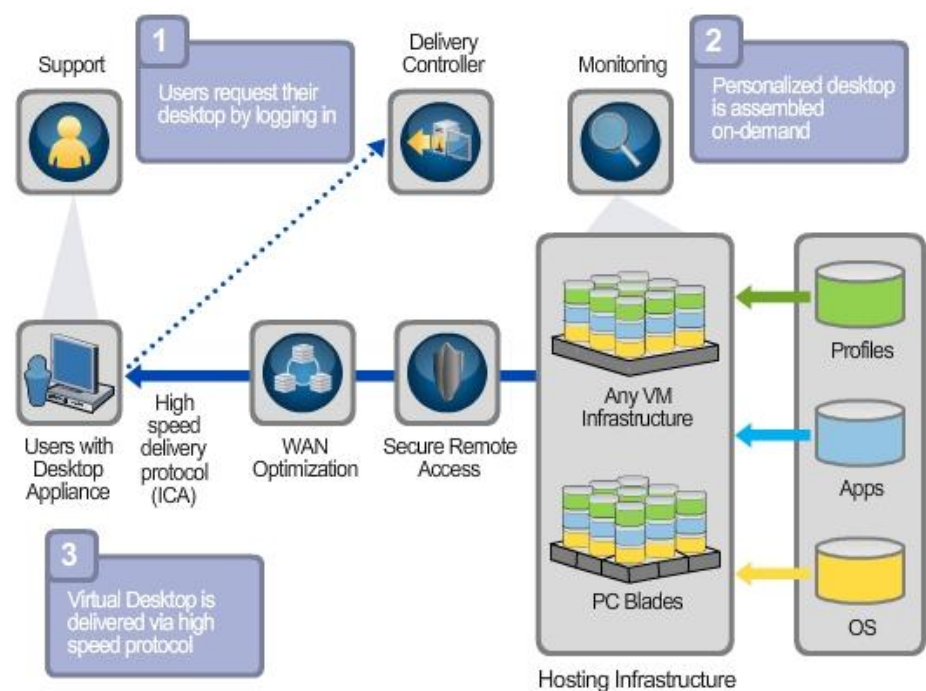 Support
1
Users request their
desktop by logging in
Delivery
Controller
Monitoring
2
Personalized desktop
is assembled
on-demand
Users with
Desktop
Appliance
High
speed
delivery
protocol
(ICA)
WAN
Optimization
Secure Remote
Access
Any VM
Infrastructure
PC Blades
Hosting Infrastructure
Profiles
Apps
OS
3
Virtual Desktop is
delivered via high
speed protocol